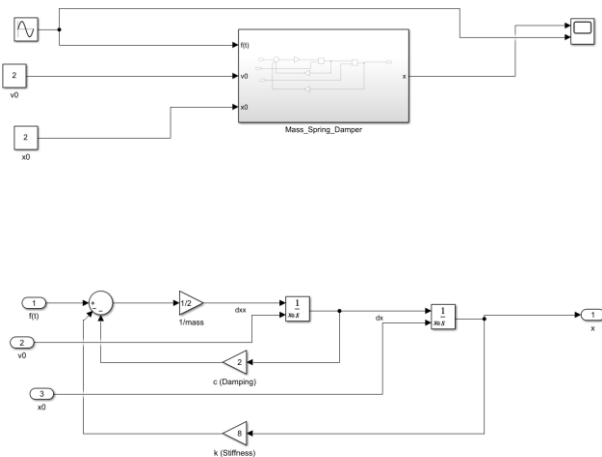 f(t)
2
v0
v0
x
2
x0
x0
Mass_Spring_Damper
1
f(t)
+
-
-
1/2
1/mass
dxx
1
xo s
2
v0
2
c (Damping)
dx
1
xo s
1
x
3
x0
8
k (Stiffness)